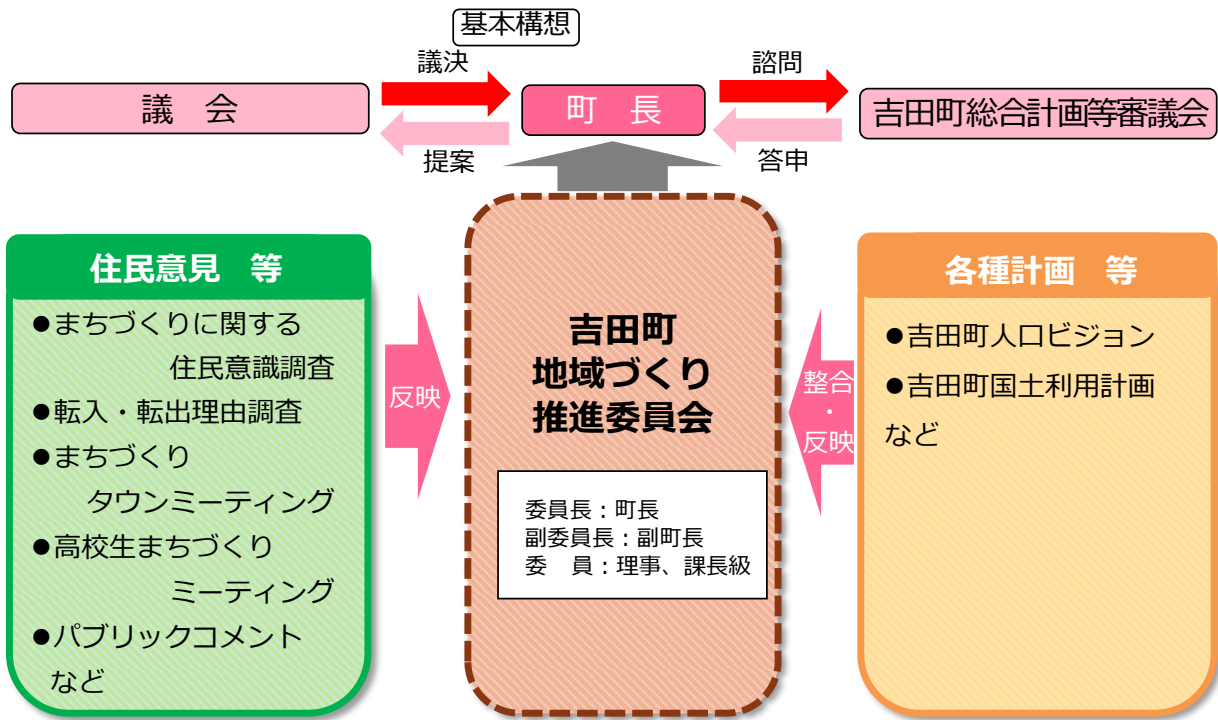 基本構想
議決
諮問
議　会
町　長
吉田町総合計画等審議会
提案
答申
住民意見　等
●まちづくりに関する
住民意識調査
●転入・転出理由調査
●まちづくり
タウンミーティング
●高校生まちづくり
ミーティング
●パブリックコメント
など
反映
吉田町
地域づくり
推進委員会
委員長：町長
副委員長：副町長
委　員：理事、課長級
整合
・
反映
各種計画　等
●吉田町人口ビジョン
●吉田町国土利用計画
など